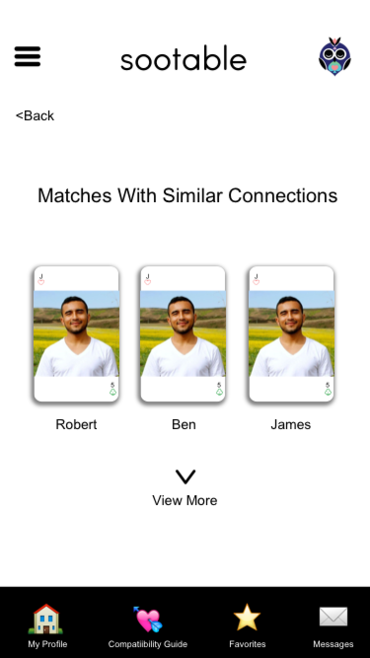 sootable
<Back
Matches With Similar Connections
J J J
5 5 5
Robert Ben James
View More
My Profile Compatiibility Guide Favorites Messages